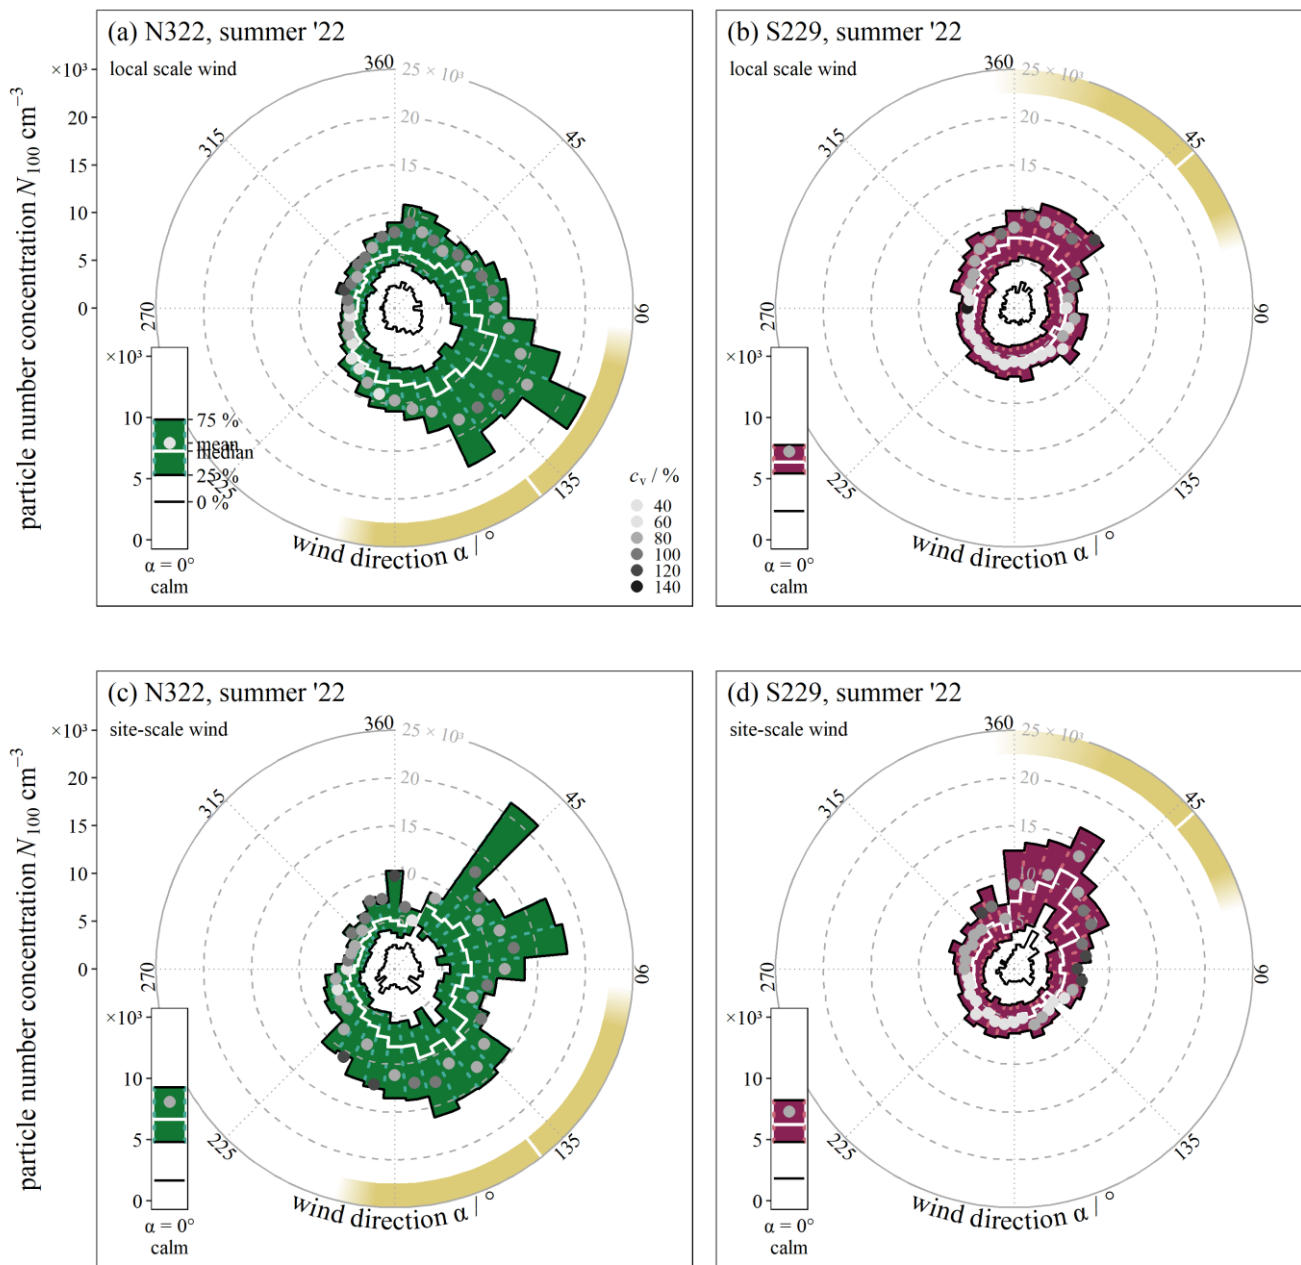 (a) N322, summer '22
local scale wind
×10³
20
15
10
5
0
particle number concentration N₁₀₀ cm⁻³
360
25 × 10³
20
15
10
45
90
135
225
270
315
wind direction α / °
×10³
10
5
0
75 %
mean
median
25 %
0 %
α = 0°
calm
cᵥ / %
40
60
80
100
120
140
(b) S229, summer '22
local scale wind
360
25 × 10³
20
15
10
45
90
135
225
270
315
wind direction α / °
×10³
10
5
0
α = 0°
calm
(c) N322, summer '22
site-scale wind
×10³
20
15
10
5
0
particle number concentration N₁₀₀ cm⁻³
360
25 × 10³
20
15
10
5
45
90
135
225
270
315
wind direction α / °
×10³
10
5
0
α = 0°
calm
(d) S229, summer '22
site-scale wind
360
25 × 10³
20
15
10
5
45
90
135
225
270
315
wind direction α / °
×10³
10
5
0
α = 0°
calm